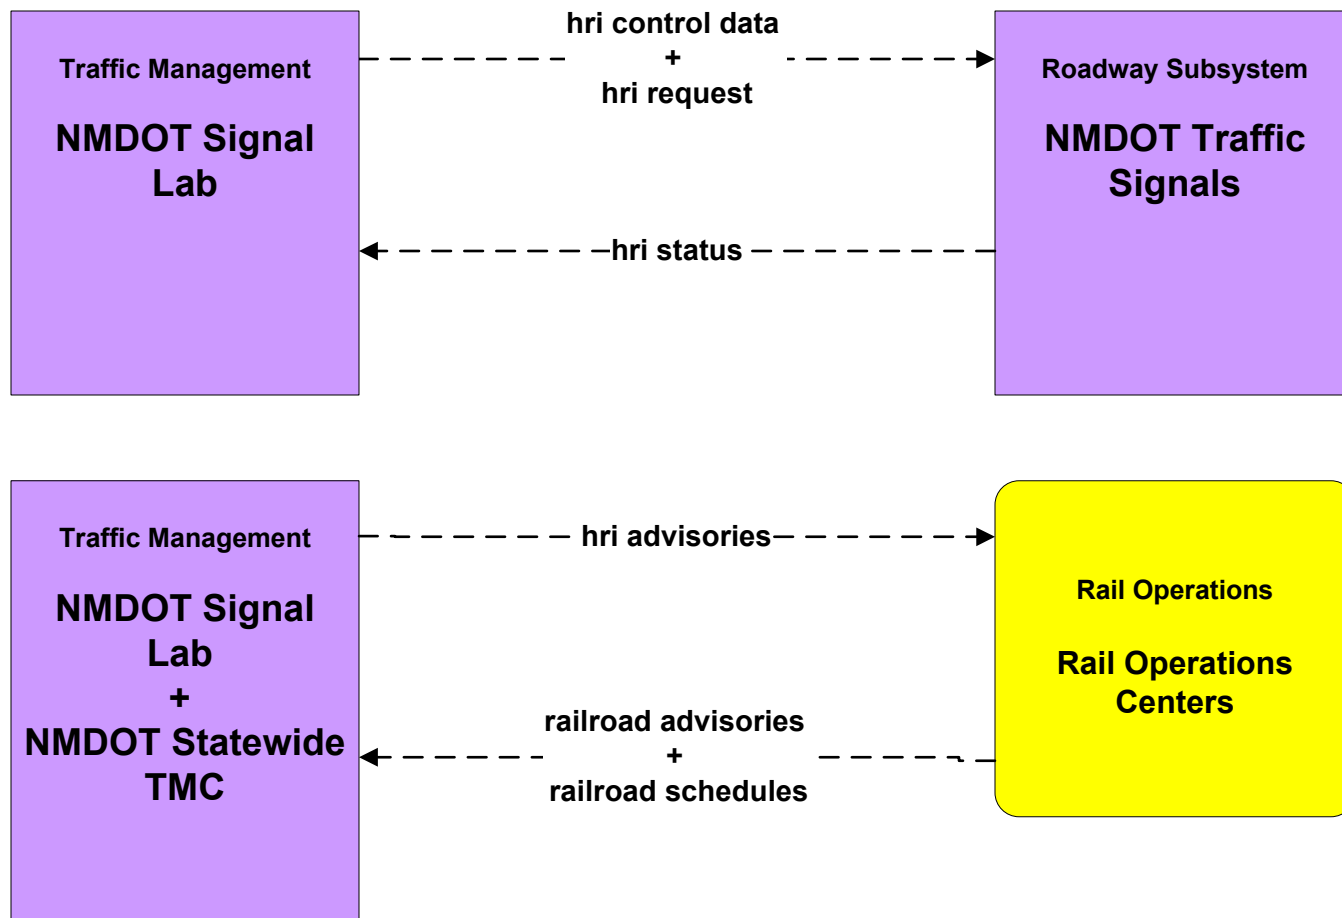 Traffic Management
NMDOT Signal
Lab
hri control data
+
hri request
hri status
Roadway Subsystem
NMDOT Traffic
Signals
Traffic Management
NMDOT Signal
Lab
+
NMDOT Statewide
TMC
hri advisories
railroad advisories
+
railroad schedules
Rail Operations
Rail Operations
Centers